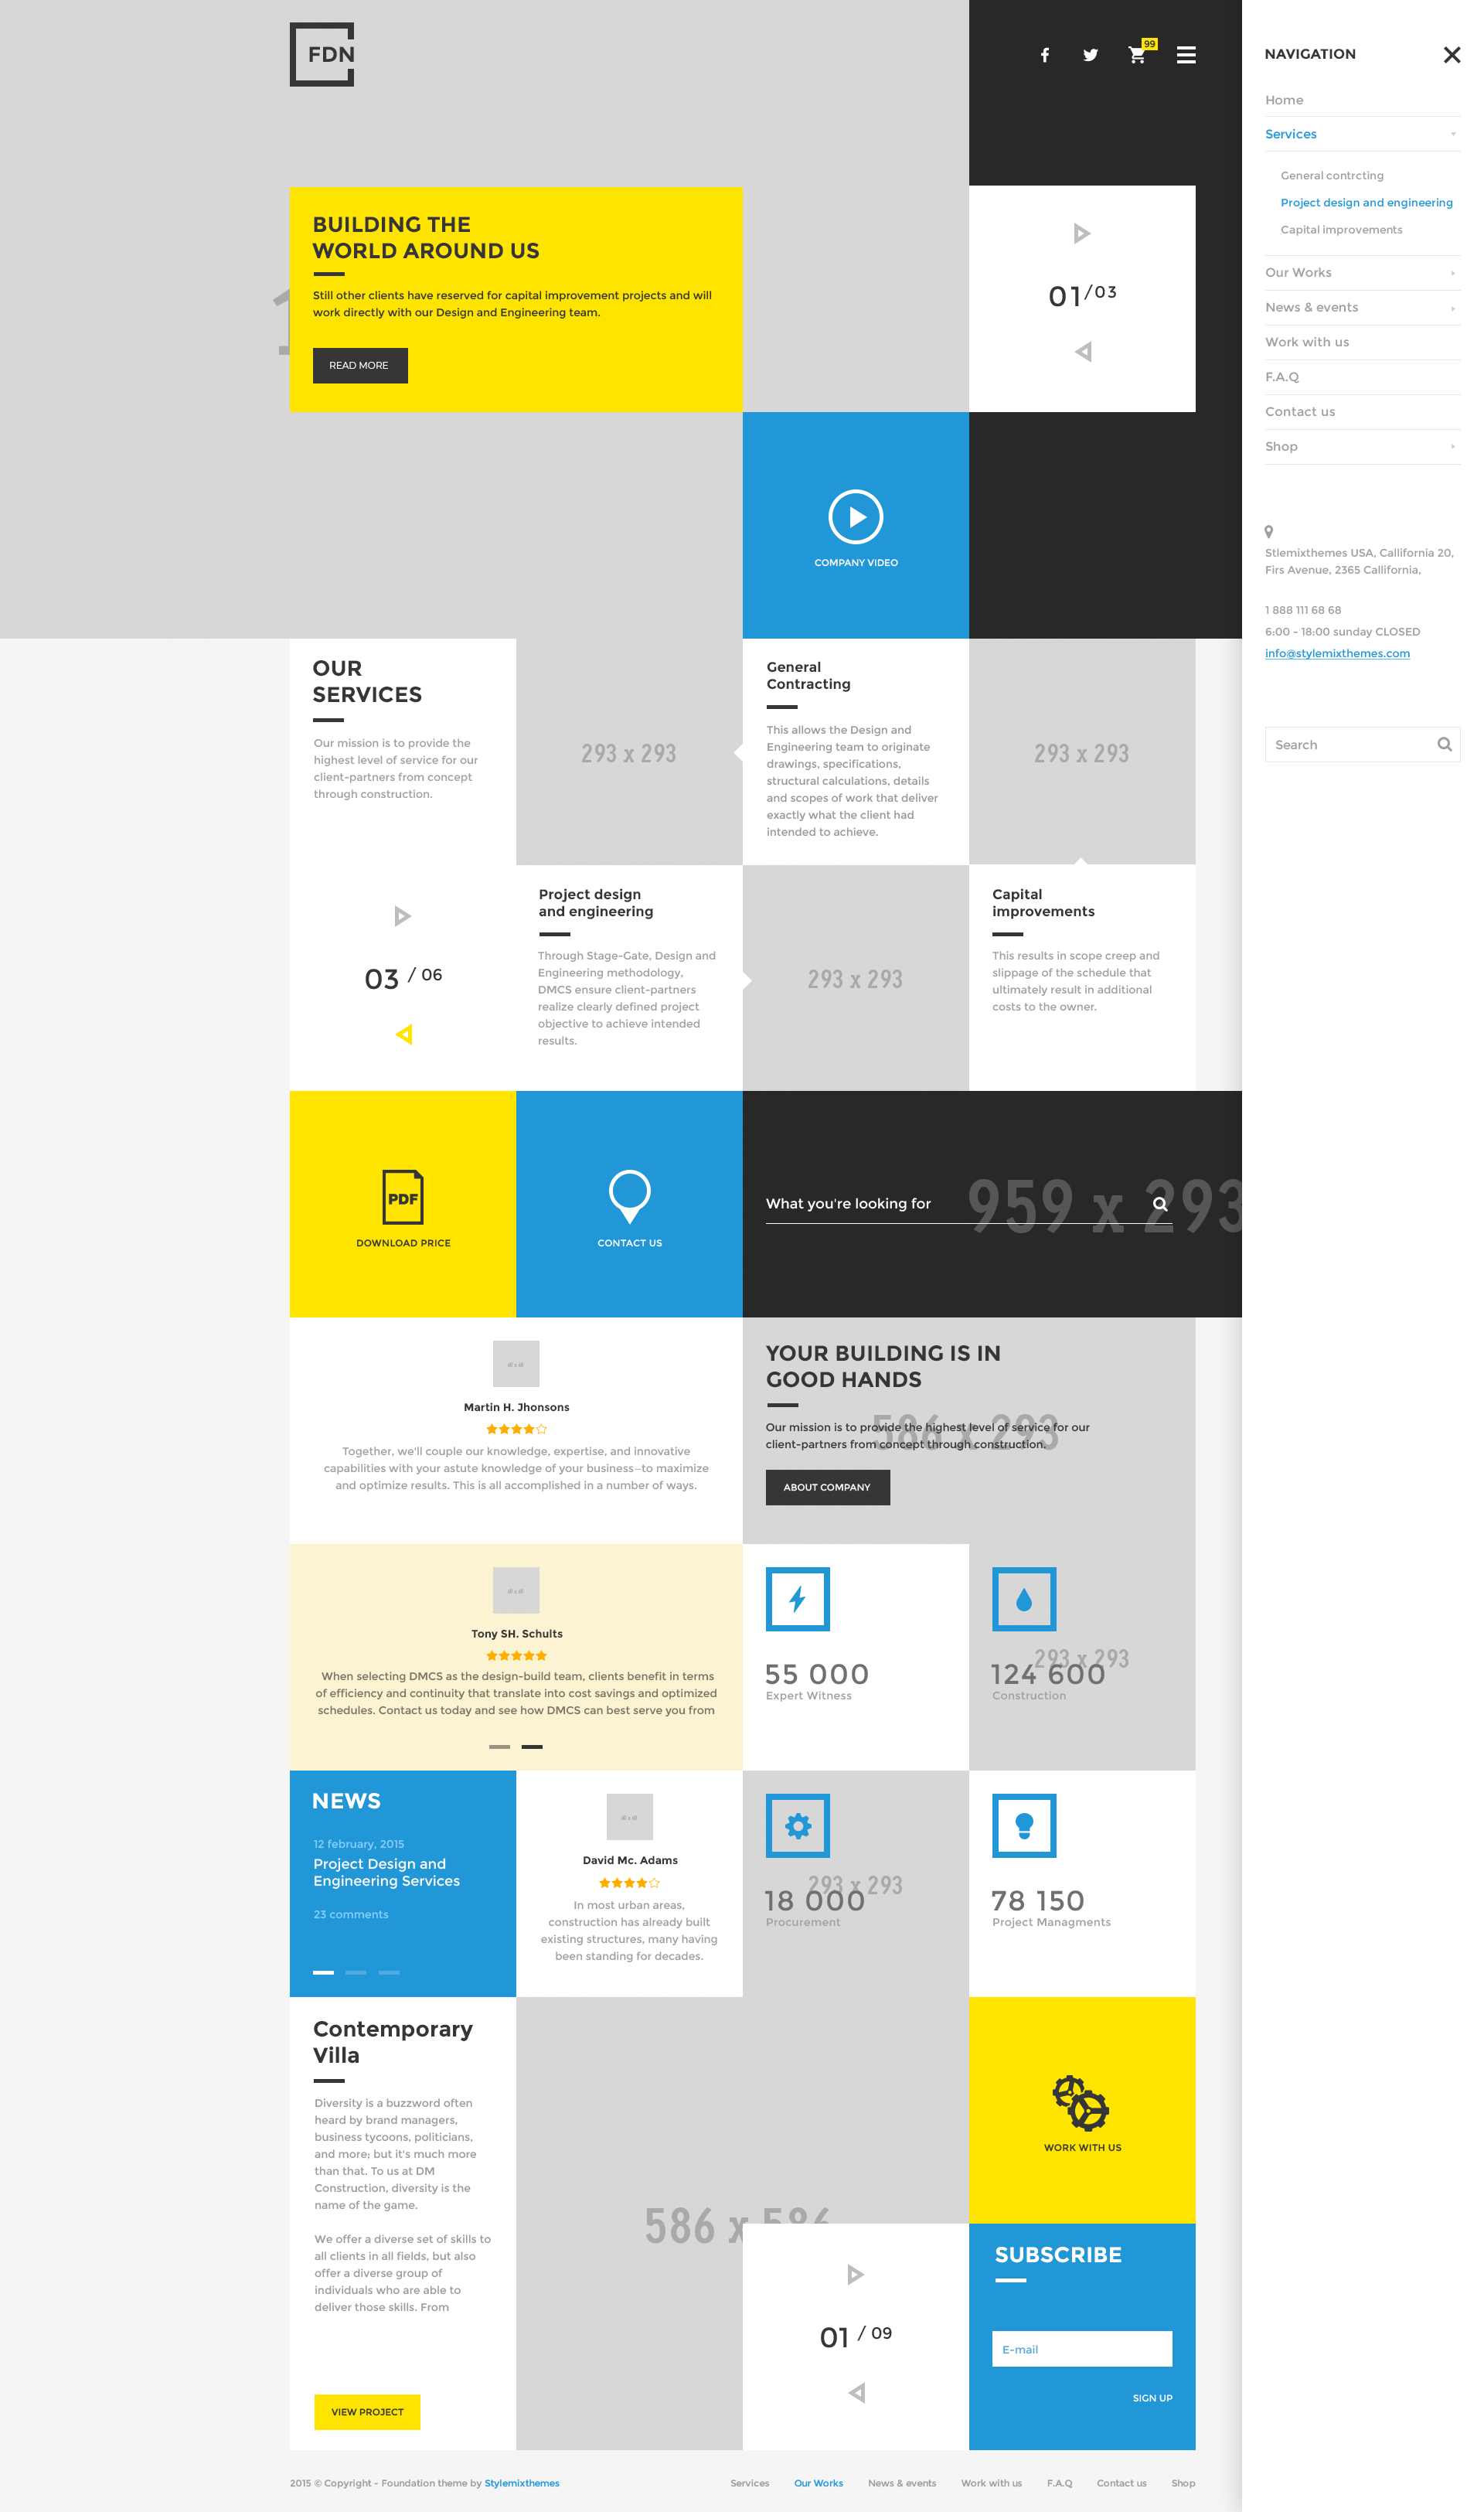 FDN
99
BUILDING THE
WORLD AROUND US
Still other clients have reserved for capital improvement projects and will
work directly with our Design and Engineering team.
READ MORE
01/03
COMPANY VIDEO
NAVIGATION
Home
Services
General contrcting
Project design and engineering
Capital improvements
Our Works
News & events
Work with us
F.A.Q
Contact us
Shop
Stlemixthemes USA, Callifornia 20,
Firs Avenue, 2365 Callifornia,
1 888 111 68 68
6:00 - 18:00 sunday CLOSED
info@stylemixthemes.com
Search
OUR
SERVICES
Our mission is to provide the
highest level of service for our
client-partners from concept
through construction.
293 x 293
General
Contracting
This allows the Design and
Engineering team to originate
drawings, specifications,
structural calculations, details
and scopes of work that deliver
exactly what the client had
intended to achieve.
293 x 293
03 / 06
Project design
and engineering
Through Stage-Gate, Design and
Engineering methodology,
DMCS ensure client-partners
realize clearly defined project
objective to achieve intended
results.
293 x 293
Capital
improvements
This results in scope creep and
slippage of the schedule that
ultimately result in additional
costs to the owner.
PDF
DOWNLOAD PRICE
CONTACT US
What you're looking for
959 x 293
Martin H. Jhonsons
Together, we'll couple our knowledge, expertise, and innovative
capabilities with your astute knowledge of your business—to maximize
and optimize results. This is all accomplished in a number of ways.
YOUR BUILDING IS IN
GOOD HANDS
586 x 293
Our mission is to provide the highest level of service for our
client-partners from concept through construction.
ABOUT COMPANY
Tony SH. Schults
When selecting DMCS as the design-build team, clients benefit in terms
of efficiency and continuity that translate into cost savings and optimized
schedules. Contact us today and see how DMCS can best serve you from
55 000
Expert Witness
293 x 293
124 600
Construction
NEWS
12 february, 2015
Project Design and
Engineering Services
23 comments
David Mc. Adams
In most urban areas,
construction has already built
existing structures, many having
been standing for decades.
293 x 293
18 000
Procurement
78 150
Project Managments
Contemporary
Villa
Diversity is a buzzword often
heard by brand managers,
business tycoons, politicians,
and more; but it's much more
than that. To us at DM
Construction, diversity is the
name of the game.
We offer a diverse set of skills to
all clients in all fields, but also
offer a diverse group of
individuals who are able to
deliver those skills. From
VIEW PROJECT
586 x 586
WORK WITH US
01 / 09
SUBSCRIBE
E-mail
SIGN UP
2015 © Copyright - Foundation theme by Stylemixthemes
Services Our Works News & events Work with us F.A.Q Contact us Shop